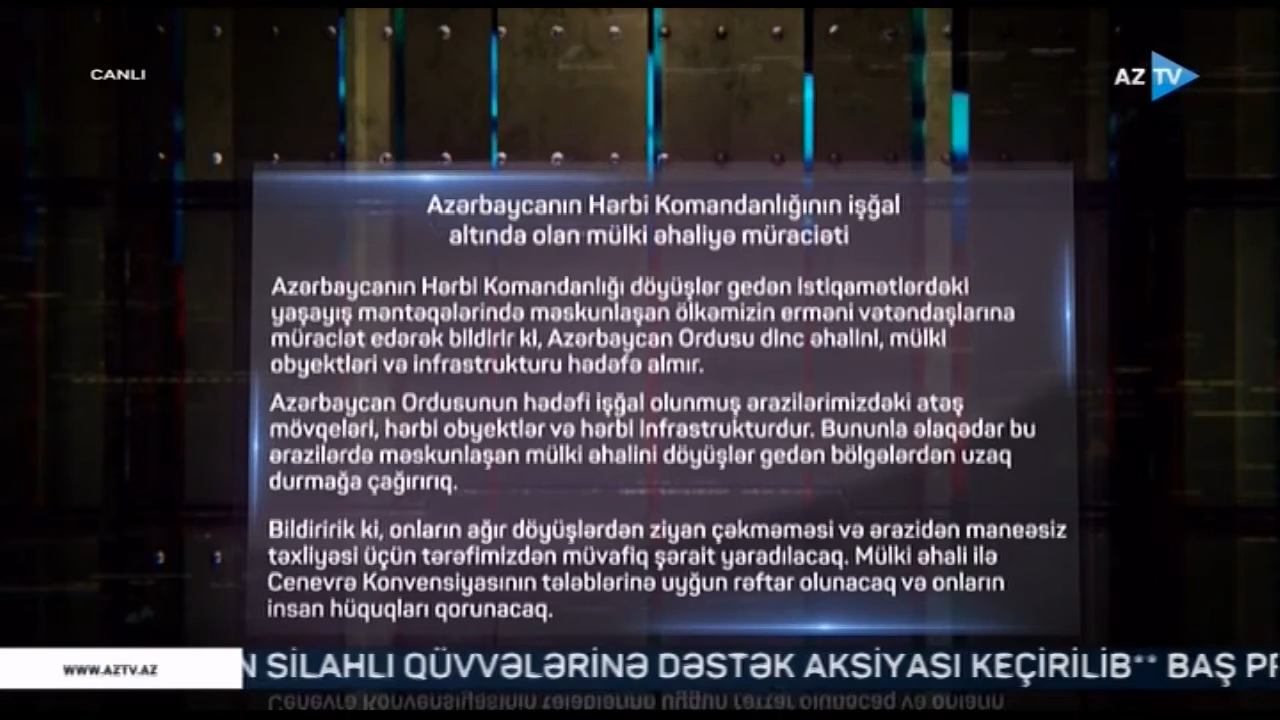 CANLI
AZ TV
Azərbaycanın Hərbi Komandanlığının işğal
altında olan mülki əhaliyə müraciəti
Azərbaycanın Hərbi Komandanlığı döyüşlər gedən istiqamətlərdəki
yaşayış məntəqələrində məskunlaşan ölkəmizin erməni vətəndaşlarına
müraciət edərək bildirir ki, Azərbaycan Ordusu dinc əhalini, mülki
obyektləri və infrastrukturu hədəfə almır.
Azərbaycan Ordusunun hədəfi işğal olunmuş ərazilərimizdəki atəş
mövqeləri, hərbi obyektlər və hərbi infrastrukturdur. Bununla əlaqədar bu
ərazilərdə məskunlaşan mülki əhalini döyüşlər gedən bölgələrdən uzaq
durmağa çağırırıq.
Bildiririk ki, onların ağır döyüşlərdən ziyan çəkməməsi və ərazidən maneəsiz
təxliyəsi üçün tərəfimizdən müvafiq şərait yaradılacaq. Mülki əhali ilə
Cenevrə Konvensiyasının tələblərinə uyğun rəftar olunacaq və onların
insan hüquqları qorunacaq.
WWW.AZTV.AZ
N SİLAHLI QÜVVƏLƏRİNƏ DƏSTƏK AKSİYASI KEÇİRİLİB** BAŞ